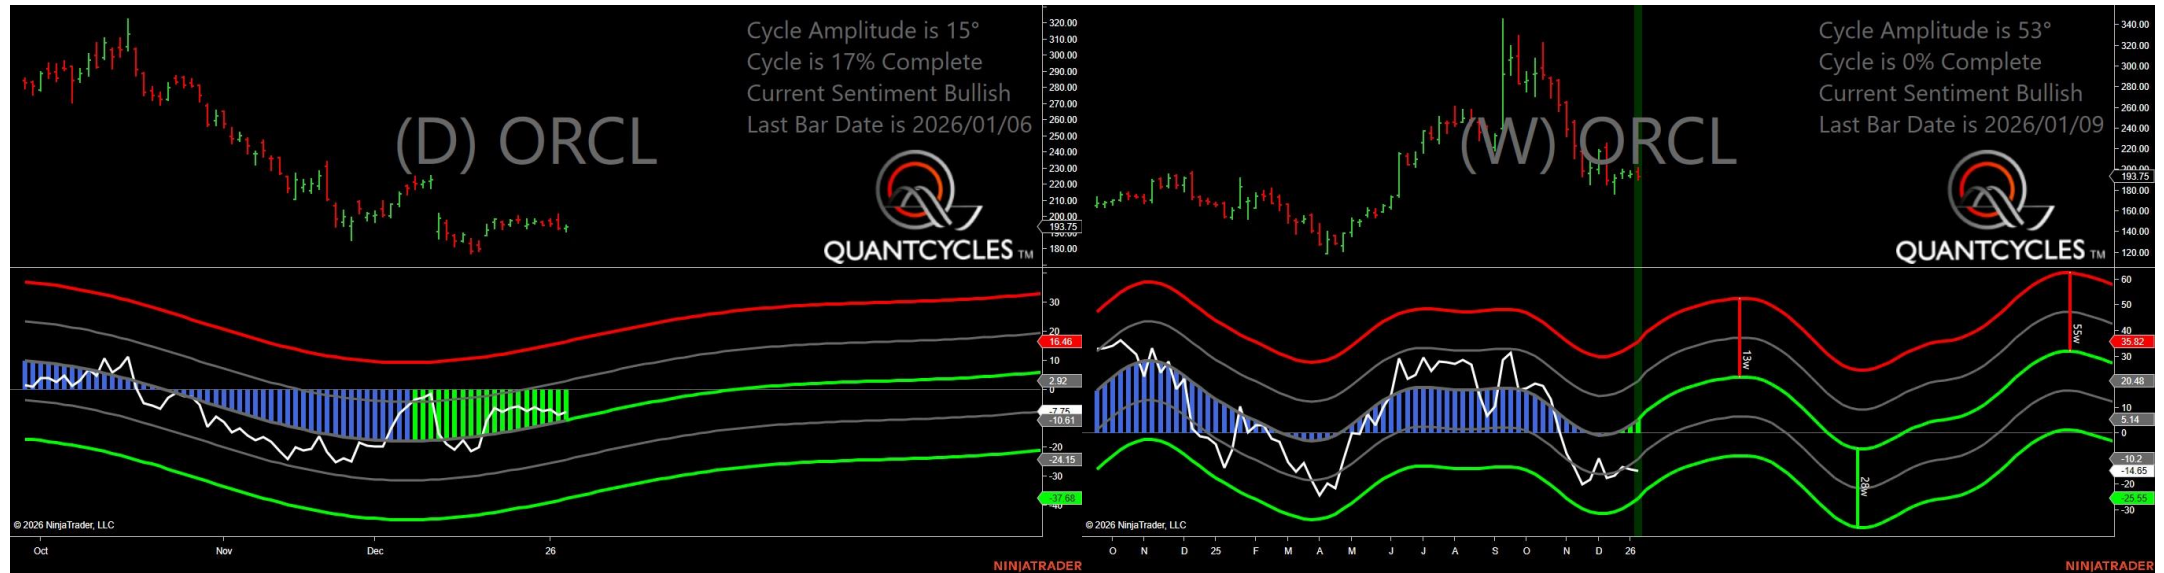 Cycle Amplitude is 15°
Cycle is 17% Complete
Current Sentiment Bullish
Last Bar Date is 2026/01/06
(D) ORCL
QUANTCYCLES TM
320.00
310.00
300.00
290.00
280.00
270.00
260.00
250.00
240.00
230.00
220.00
210.00
200.00
193.75
180.00
30
20
16.46
10
2.92
0
-7.75
-10.61
-20
-24.15
-30
-37.68
-40
© 2026 NinjaTrader, LLC
Oct
Nov
Dec
26
NINJATRADER
Cycle Amplitude is 53°
Cycle is 0% Complete
Current Sentiment Bullish
Last Bar Date is 2026/01/09
(W) ORCL
QUANTCYCLES TM
340.00
320.00
300.00
280.00
260.00
240.00
220.00
200.00
193.75
180.00
160.00
140.00
120.00
13w
28w
55w
60
50
40
35.82
30
20.48
10
5.14
0
-10.2
-14.65
-20
-25.55
-30
© 2026 NinjaTrader, LLC
O
N
D
25
F
M
A
M
J
J
A
S
O
N
D
26
NINJATRADER